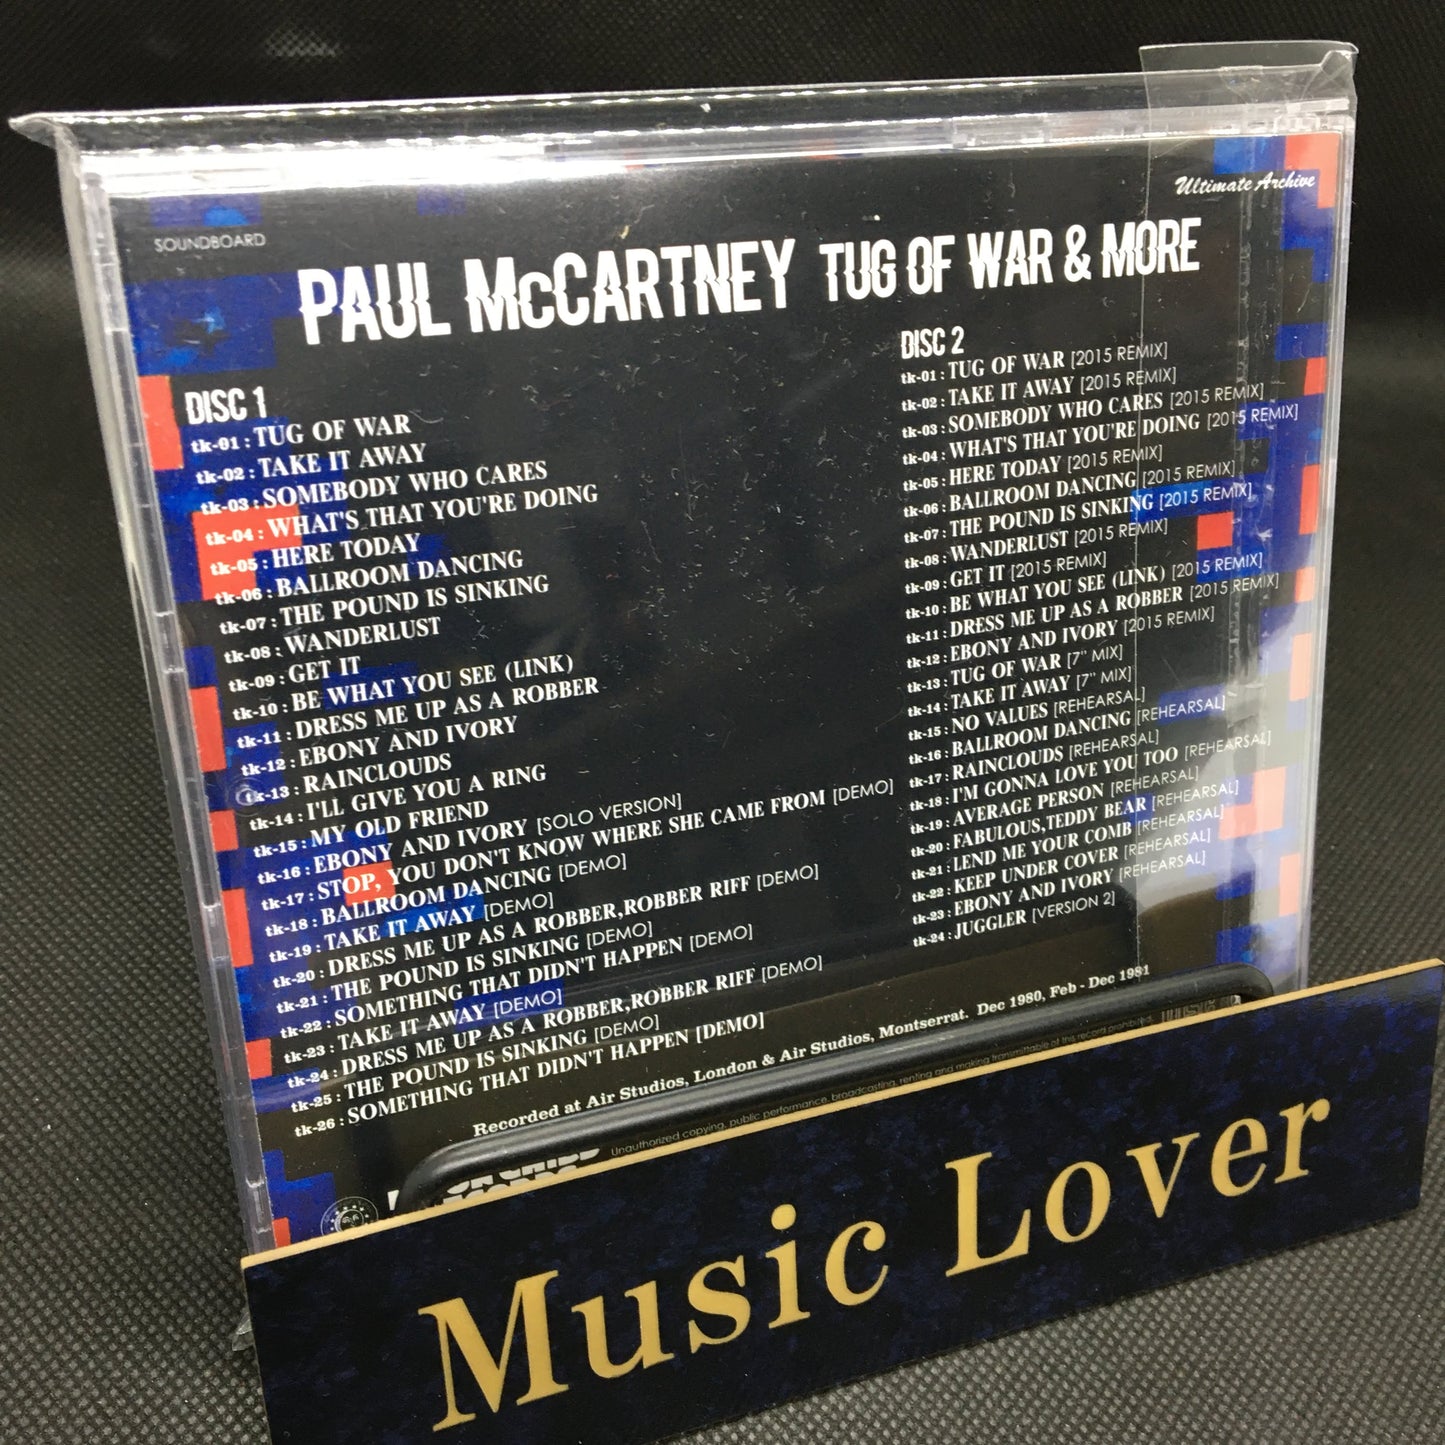 Ultimate Archive
SOUNDBOARD
PAUL McCARTNEY TUG OF WAR & MORE
DISC 1
tk-01 : TUG OF WAR
tk-02 : TAKE IT AWAY
tk-03 : SOMEBODY WHO CARES
tk-04 : WHAT'S THAT YOU'RE DOING
tk-05 : HERE TODAY
tk-06 : BALLROOM DANCING
tk-07 : THE POUND IS SINKING
tk-08 : WANDERLUST
tk-09 : GET IT
tk-10 : BE WHAT YOU SEE (LINK)
tk-11 : DRESS ME UP AS A ROBBER
tk-12 : EBONY AND IVORY
tk-13 : RAINCLOUDS
tk-14 : I'LL GIVE YOU A RING
tk-15 : MY OLD FRIEND
tk-16 : EBONY AND IVORY [SOLO VERSION]
tk-17 : STOP, YOU DON'T KNOW WHERE SHE CAME FROM [DEMO]
tk-18 : BALLROOM DANCING [DEMO]
tk-19 : TAKE IT AWAY [DEMO]
tk-20 : DRESS ME UP AS A ROBBER,ROBBER RIFF [DEMO]
tk-21 : THE POUND IS SINKING [DEMO]
tk-22 : SOMETHING THAT DIDN'T HAPPEN [DEMO]
tk-23 : TAKE IT AWAY [DEMO]
tk-24 : DRESS ME UP AS A ROBBER,ROBBER RIFF [DEMO]
tk-25 : THE POUND IS SINKING [DEMO]
tk-26 : SOMETHING THAT DIDN'T HAPPEN [DEMO]
DISC 2
tk-01 : TUG OF WAR [2015 REMIX]
tk-02 : TAKE IT AWAY [2015 REMIX]
tk-03 : SOMEBODY WHO CARES [2015 REMIX]
tk-04 : WHAT'S THAT YOU'RE DOING [2015 REMIX]
tk-05 : HERE TODAY [2015 REMIX]
tk-06 : BALLROOM DANCING [2015 REMIX]
tk-07 : THE POUND IS SINKING [2015 REMIX]
tk-08 : WANDERLUST [2015 REMIX]
tk-09 : GET IT [2015 REMIX]
tk-10 : BE WHAT YOU SEE (LINK) [2015 REMIX]
tk-11 : DRESS ME UP AS A ROBBER [2015 REMIX]
tk-12 : EBONY AND IVORY [2015 REMIX]
tk-13 : TUG OF WAR [7" MIX]
tk-14 : TAKE IT AWAY [7" MIX]
tk-15 : NO VALUES [REHEARSAL]
tk-16 : BALLROOM DANCING [REHEARSAL]
tk-17 : RAINCLOUDS [REHEARSAL]
tk-18 : I'M GONNA LOVE YOU TOO [REHEARSAL]
tk-19 : AVERAGE PERSON [REHEARSAL]
tk-20 : FABULOUS,TEDDY BEAR [REHEARSAL]
tk-21 : LEND ME YOUR COMB [REHEARSAL]
tk-22 : KEEP UNDER COVER [REHEARSAL]
tk-23 : EBONY AND IVORY [REHEARSAL]
tk-24 : JUGGLER [VERSION 2]
Recorded at Air Studios, London & Air Studios, Montserrat. Dec 1980, Feb - Dec 1981
Unauthorized copying, public performance, broadcasting, renting and making transmittable of this record prohibited.
Music Lover